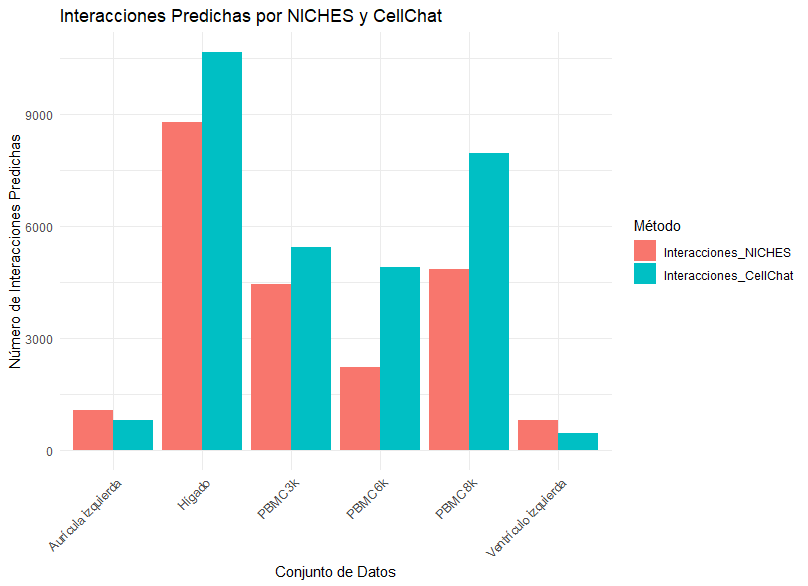 Interacciones Predichas por NICHES y CellChat
Número de Interacciones Predichas
9000
6000
3000
0
Aurícula Izquierda
Hígado
PBMC3k
PBMC6k
PBMC8k
Ventrículo Izquierda
Conjunto de Datos
Método
Interacciones_NICHES
Interacciones_CellChat